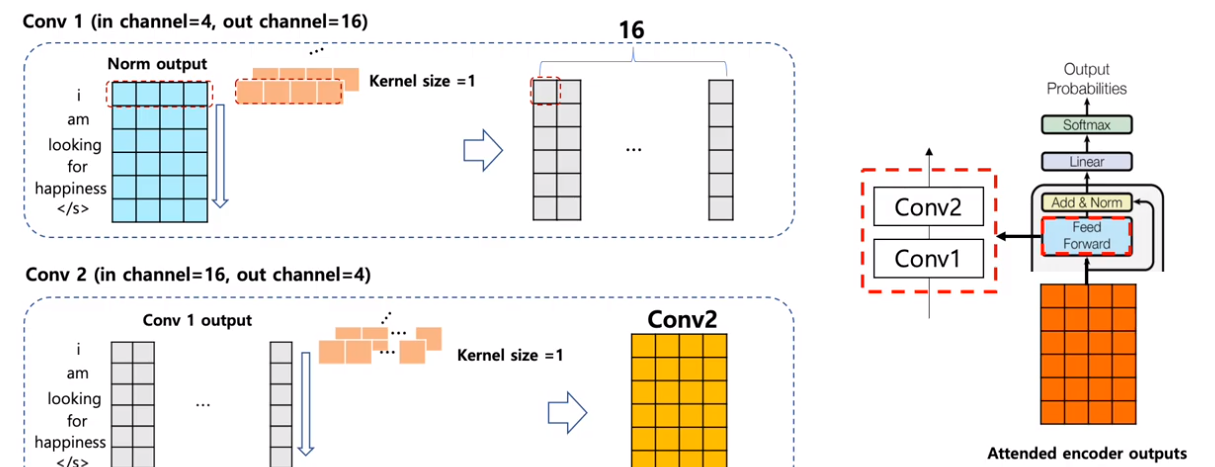 Conv 1 (in channel=4, out channel=16)
Norm output
...
Kernel size =1
16
i
am
looking
for
happiness
</s>
...
Conv 2 (in channel=16, out channel=4)
Conv 1 output
...
...
...
Kernel size =1
Conv2
i
am
looking
for
happiness
</s>
...
Output
Probabilities
Softmax
Linear
Add & Norm
Feed
Forward
Conv2
Conv1
Attended encoder outputs